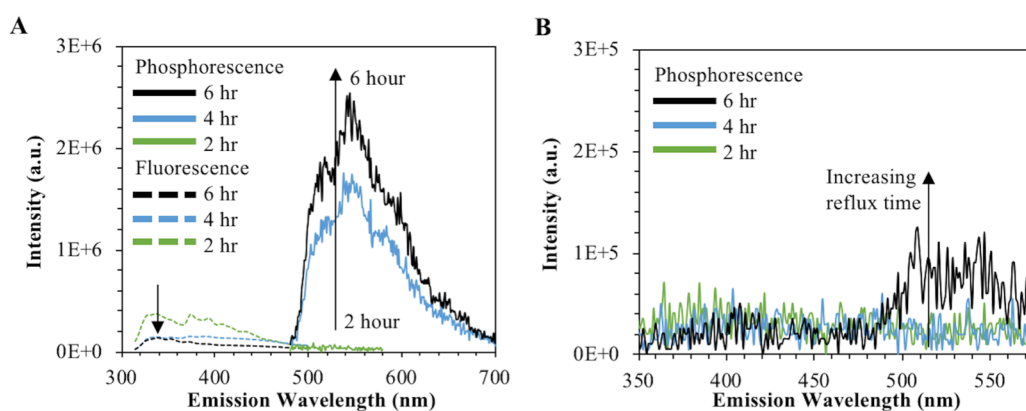 A
3E+6
2E+6
1E+6
0E+0
Intensity (a.u.)
Phosphorescence
6 hr
4 hr
2 hr
Fluorescence
6 hr
4 hr
2 hr
6 hour
2 hour
300
400
500
600
700
Emission Wavelength (nm)
B
3E+5
2E+5
1E+5
0E+0
Intensity (a.u.)
Phosphorescence
6 hr
4 hr
2 hr
Increasing
reflux time
350
400
450
500
550
Emission Wavelength (nm)